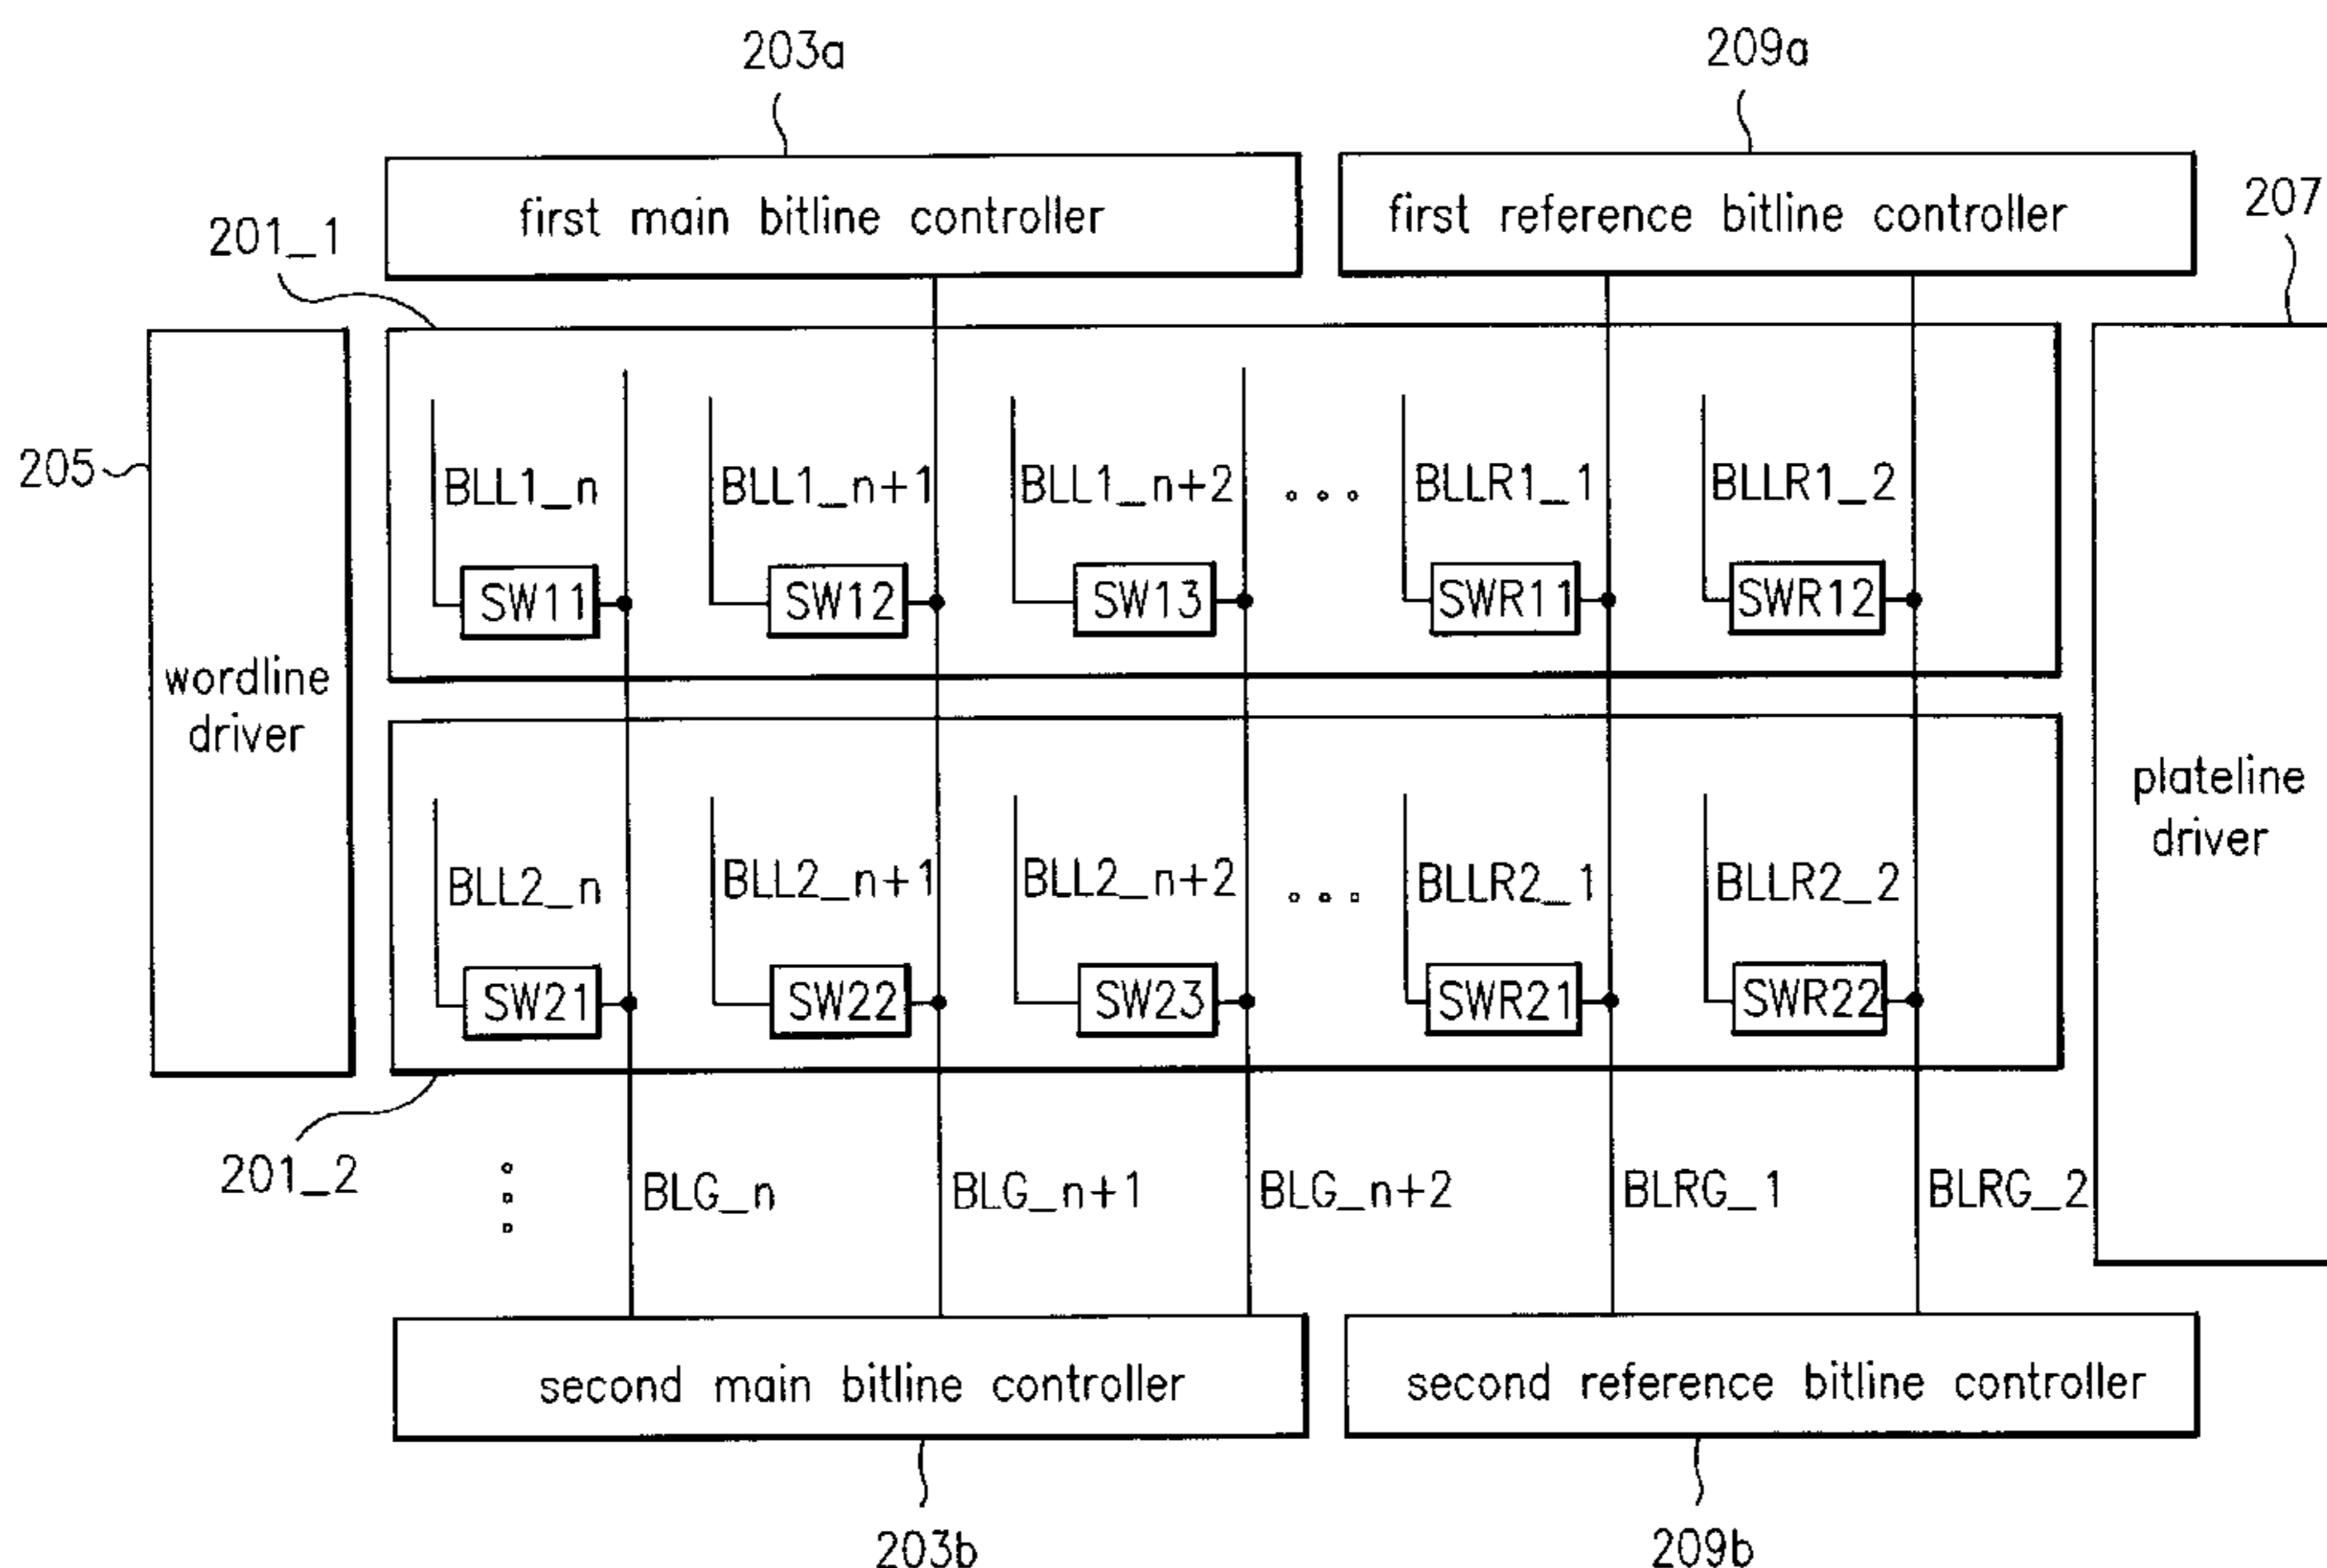 203a
209a
first main bitline controller
first reference bitline controller
207
201_1
205
wordline
driver
BLL1_n
BLL1_n+1
BLL1_n+2
BLLR1_1
BLLR1_2
SW11
SW12
SW13
SWR11
SWR12
plateline
driver
BLL2_n
BLL2_n+1
BLL2_n+2
BLLR2_1
BLLR2_2
SW21
SW22
SW23
SWR21
SWR22
201_2
BLG_n
BLG_n+1
BLG_n+2
BLRG_1
BLRG_2
second main bitline controller
second reference bitline controller
203b
209b